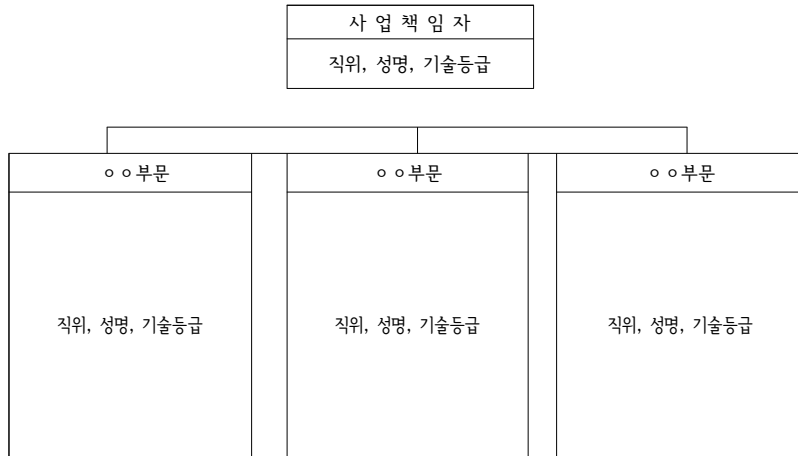 사 업 책 임 자
직위, 성명, 기술등급
ㅇㅇ부문
ㅇㅇ부문
ㅇㅇ부문
직위, 성명, 기술등급
직위, 성명, 기술등급
직위, 성명, 기술등급